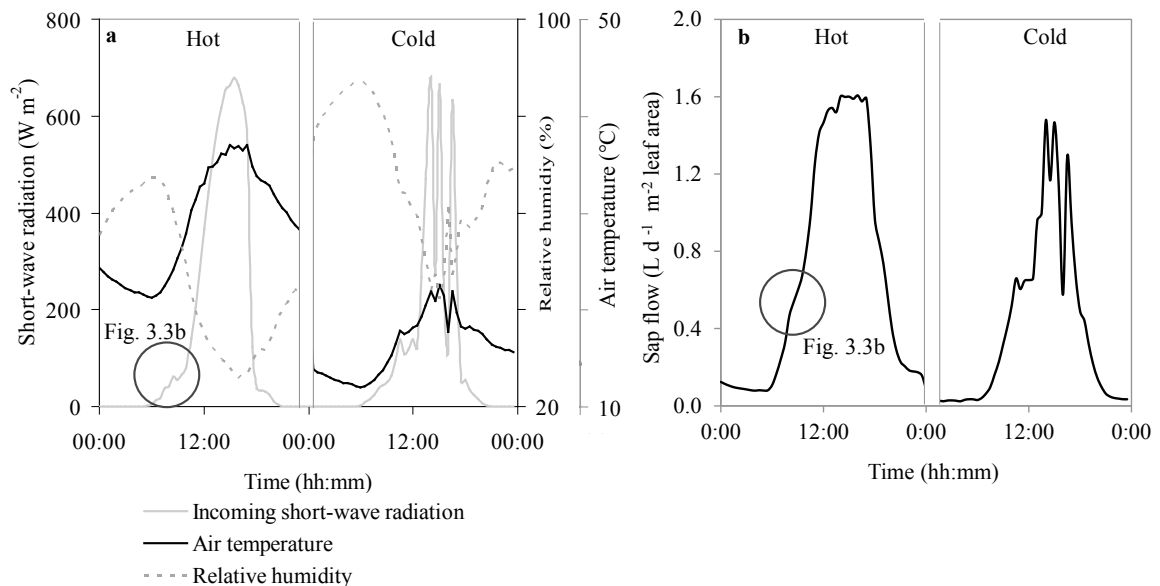 a
Hot
Cold
800
600
400
200
0
Short-wave radiation (W m⁻²)
100
20
Relative humidity (%)
50
10
Air temperature (°C)
Fig. 3.3b
00:00 12:00 00:00 12:00 00:00
Time (hh:mm)
Incoming short-wave radiation
Air temperature
Relative humidity
b
Hot
Cold
2.0
1.6
1.2
0.8
0.4
0.0
Sap flow (L d ⁻¹ m⁻² leaf area)
Fig. 3.3b
0:00 12:00 0:00 12:00 0:00
Time (hh:mm)